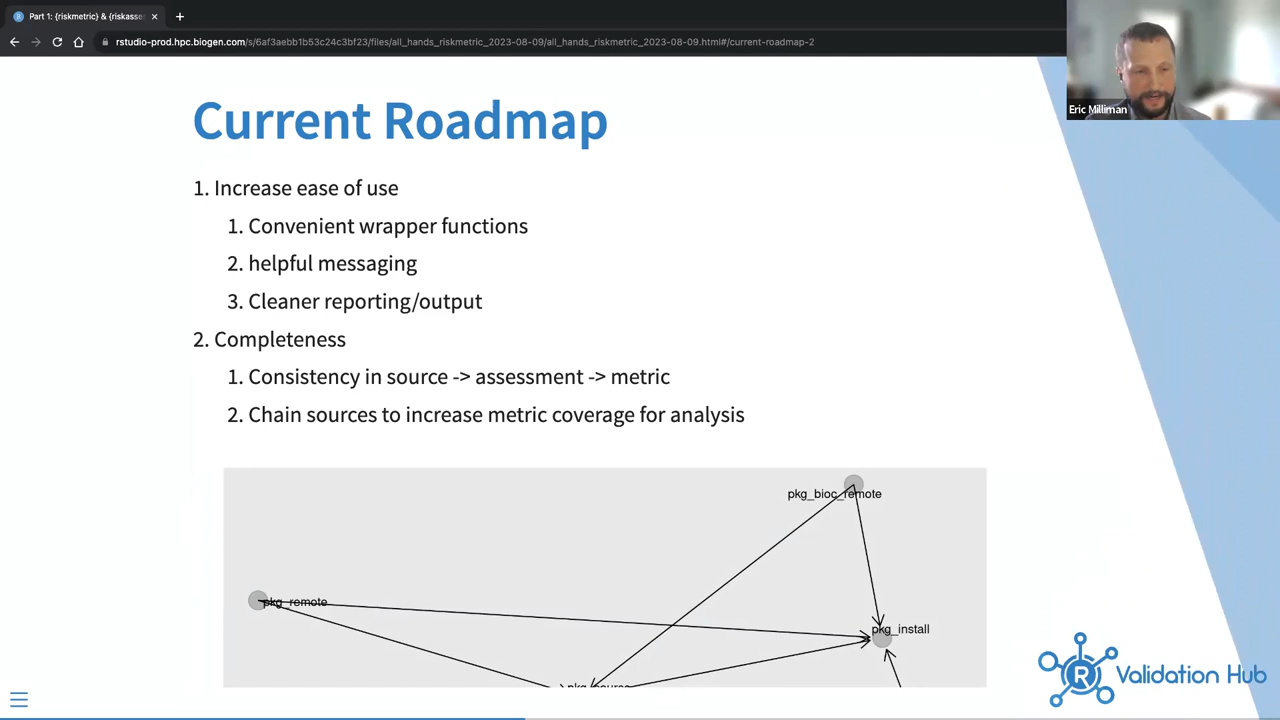 Part 1: {riskmetric} & {riskasse
rstudio-prod.hpc.biogen.com/s/6af3aebb1b53c24c3bf23/files/all_hands_riskmetric_2023-08-09/all_hands_riskmetric_2023-08-09.html#/current-roadmap-2
Eric Milliman
Current Roadmap
1. Increase ease of use
1. Convenient wrapper functions
2. helpful messaging
3. Cleaner reporting/output
2. Completeness
1. Consistency in source -> assessment -> metric
2. Chain sources to increase metric coverage for analysis
pkg_bioc_remote
pkg_remote
pkg_install
pkg_source
R Validation Hub